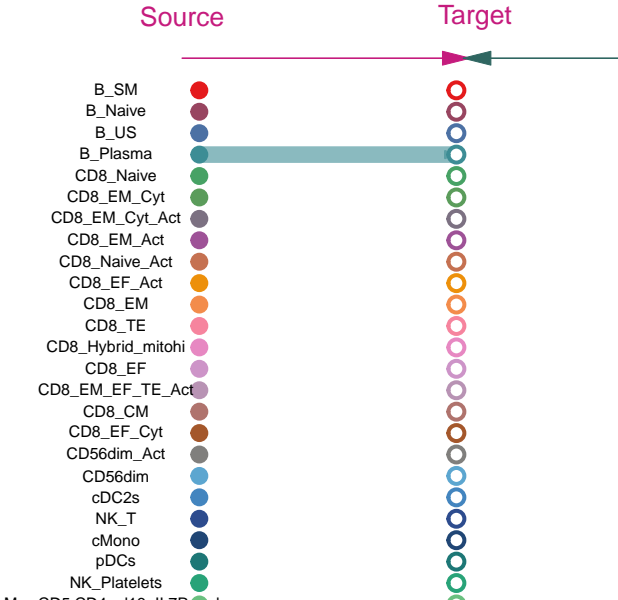 Source
Target
B_SM
B_Naive
B_US
B_Plasma
CD8_Naive
CD8_EM_Cyt
CD8_EM_Cyt_Act
CD8_EM_Act
CD8_Naive_Act
CD8_EF_Act
CD8_EM
CD8_TE
CD8_Hybrid_mitohi
CD8_EF
CD8_EM_EF_TE_Act
CD8_CM
CD8_EF_Cyt
CD56dim_Act
CD56dim
cDC2s
NK_T
cMono
pDCs
NK_Platelets